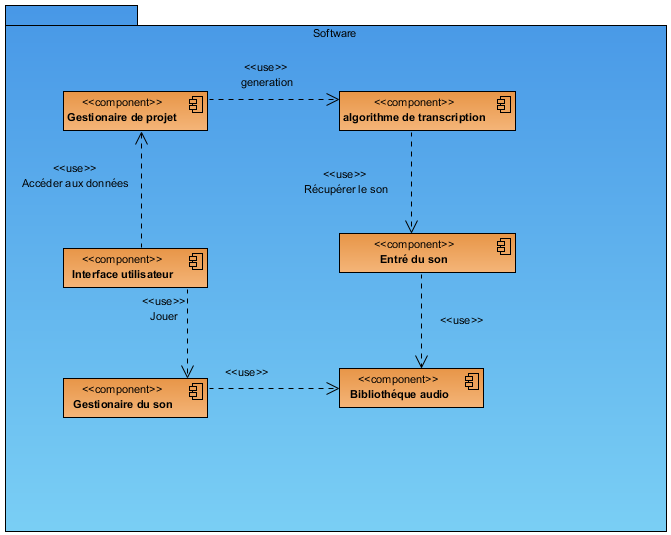 Software
<<use>>
generation
<<component>>
Gestionaire de projet
<<component>>
algorithme de transcription
<<use>>
Accéder aux données
<<use>>
Récupérer le son
<<component>>
Interface utilisateur
<<component>>
Entré du son
<<use>>
Jouer
<<use>>
<<use>>
<<component>>
Gestionaire du son
<<component>>
Bibliothéque audio